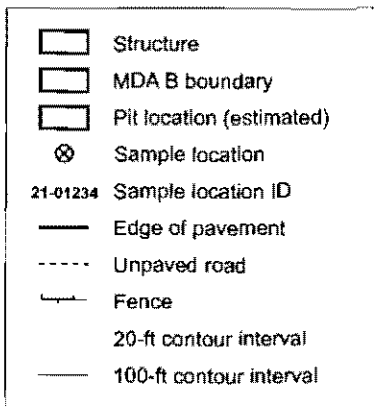 Structure
MDA B boundary
Pit location (estimated)
Sample location
21-01234 Sample location ID
Edge of pavement
Unpaved road
Fence
20-ft contour interval
100-ft contour interval